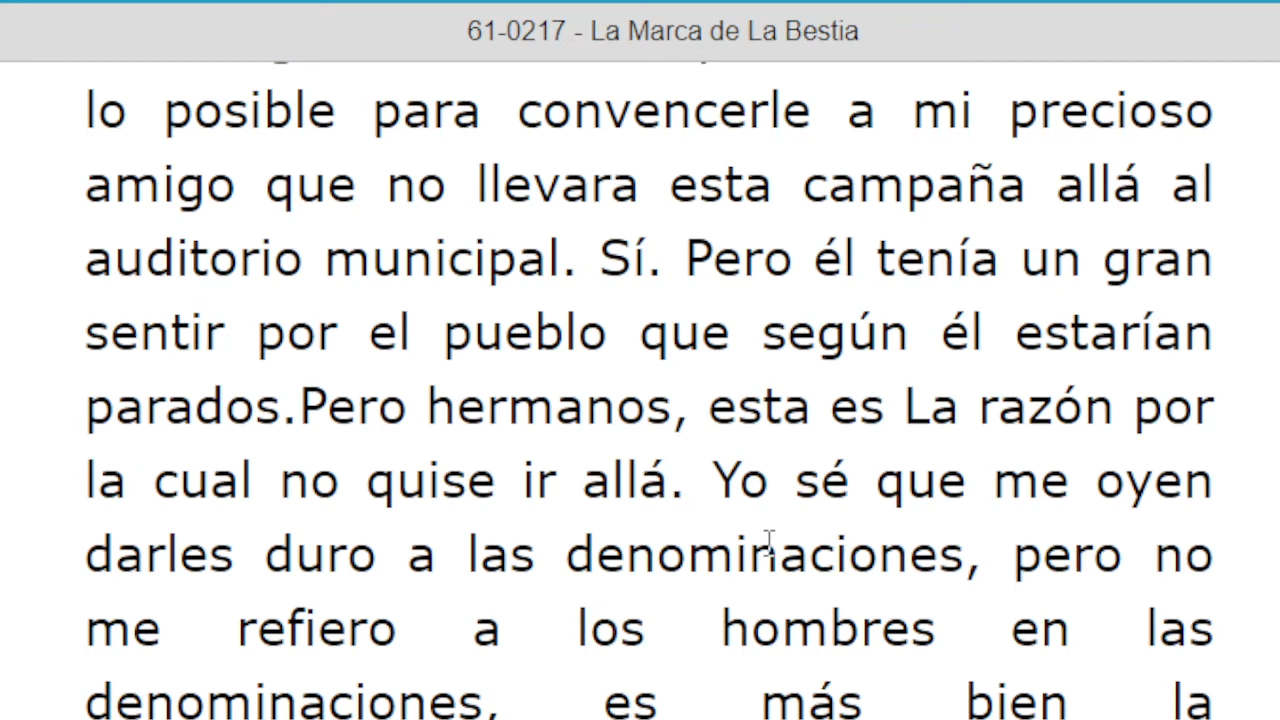 61-0217 - La Marca de La Bestia
lo posible para convencerle a mi precioso
amigo que no llevara esta campaña allá al
auditorio municipal. Sí. Pero él tenía un gran
sentir por el pueblo que según él estarían
parados.Pero hermanos, esta es La razón por
la cual no quise ir allá. Yo sé que me oyen
darles duro a las denominaciones, pero no
me refiero a los hombres en las
denominaciones, es más bien la